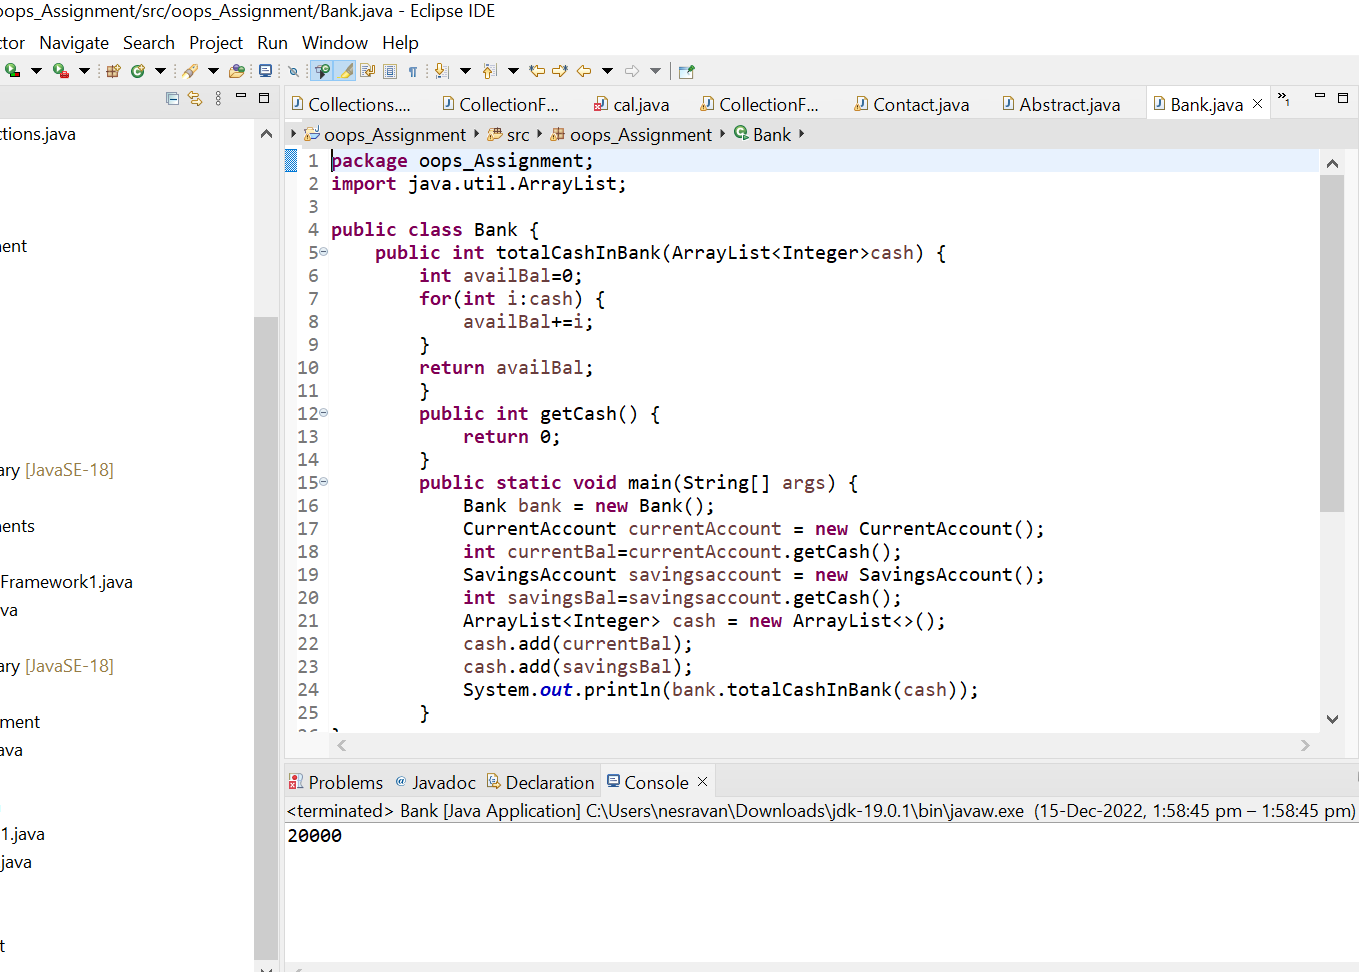 oops_Assignment/src/oops_Assignment/Bank.java - Eclipse IDE
ctor Navigate Search Project Run Window Help
Collections.... CollectionF... cal.java CollectionF... Contact.java Abstract.java Bank.java »1
oops_Assignment src oops_Assignment Bank
ctions.java
nent
ary [JavaSE-18]
nents
Framework1.java
va
ary [JavaSE-18]
ment
ava
1.java
java
t
1 package oops_Assignment;
2 import java.util.ArrayList;
3
4 public class Bank {
5 public int totalCashInBank(ArrayList<Integer>cash) {
6 int availBal=0;
7 for(int i:cash) {
8 availBal+=i;
9 }
10 return availBal;
11 }
12 public int getCash() {
13 return 0;
14 }
15 public static void main(String[] args) {
16 Bank bank = new Bank();
17 CurrentAccount currentAccount = new CurrentAccount();
18 int currentBal=currentAccount.getCash();
19 SavingsAccount savingsaccount = new SavingsAccount();
20 int savingsBal=savingsaccount.getCash();
21 ArrayList<Integer> cash = new ArrayList<>();
22 cash.add(currentBal);
23 cash.add(savingsBal);
24 System.out.println(bank.totalCashInBank(cash));
25 }
Problems @ Javadoc Declaration Console
<terminated> Bank [Java Application] C:\Users\nesravan\Downloads\jdk-19.0.1\bin\javaw.exe (15-Dec-2022, 1:58:45 pm – 1:58:45 pm)
20000